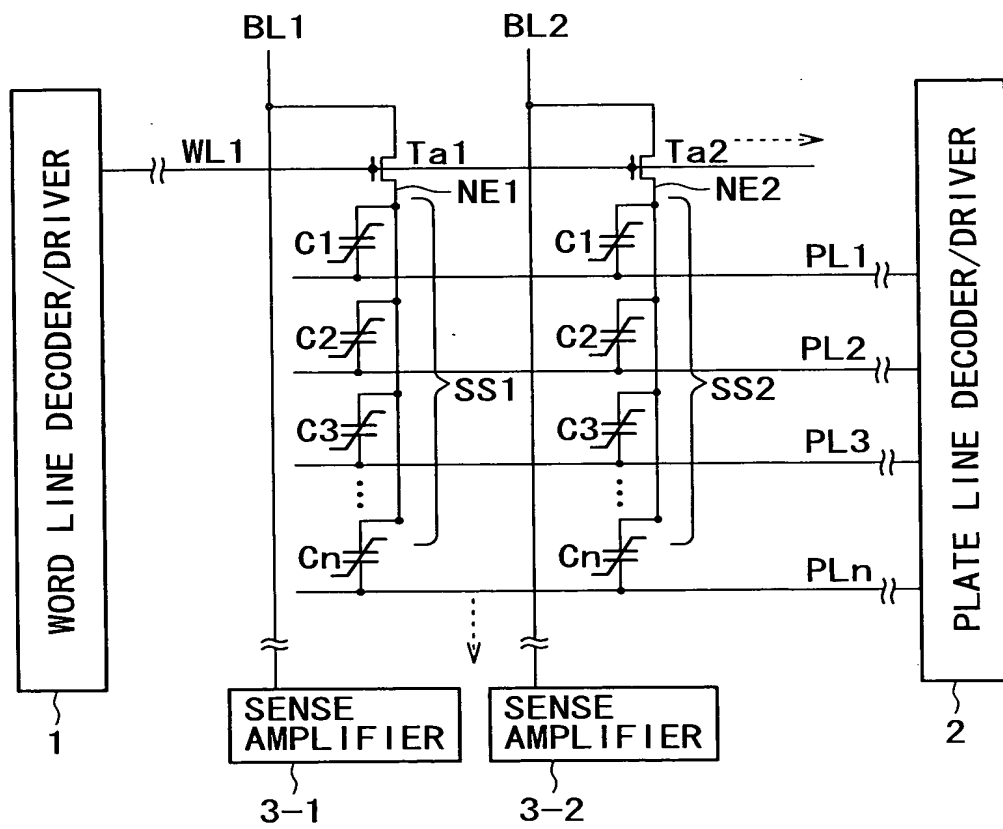 BL1
BL2
WORD LINE DECODER/DRIVER
WL1
Ta1
Ta2
NE1
NE2
C1
C1
PL1
C2
C2
PL2
SS1
SS2
C3
C3
PL3
Cn
Cn
PLn
PLATE LINE DECODER/DRIVER
SENSE
AMPLIFIER
SENSE
AMPLIFIER
1
2
3-1
3-2